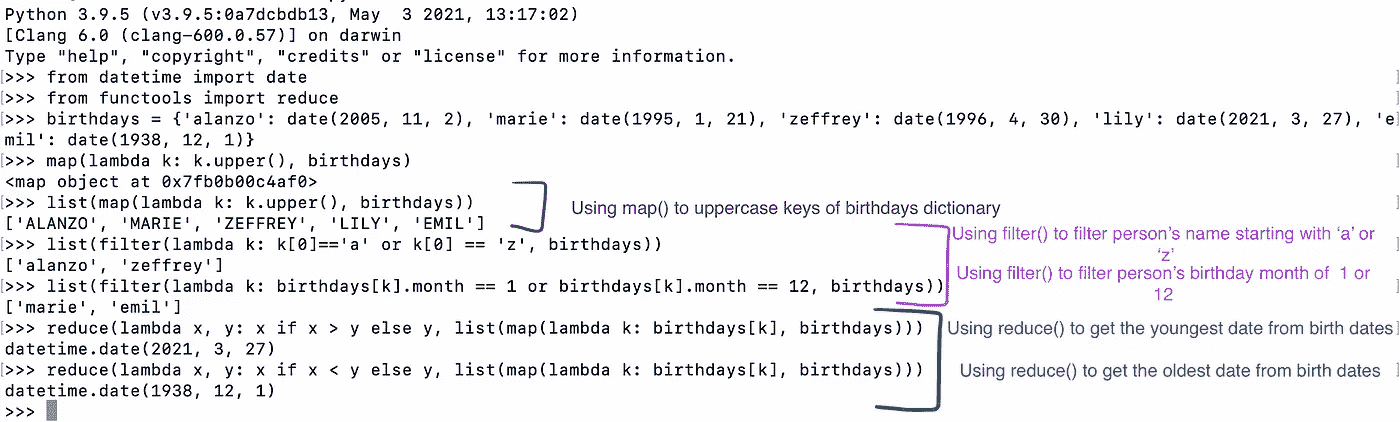 Python 3.9.5 (v3.9.5:0a7dcbdb13, May  3 2021, 13:17:02)
[Clang 6.0 (clang-600.0.57)] on darwin
Type "help", "copyright", "credits" or "license" for more information.
>>> from datetime import date
>>> from functools import reduce
>>> birthdays = {'alanzo': date(2005, 11, 2), 'marie': date(1995, 1, 21), 'zeffrey': date(1996, 4, 30), 'lily': date(2021, 3, 27), 'e
mil': date(1938, 12, 1)}
>>> map(lambda k: k.upper(), birthdays)
<map object at 0x7fb0b00c4af0>
>>> list(map(lambda k: k.upper(), birthdays))
['ALANZO', 'MARIE', 'ZEFFREY', 'LILY', 'EMIL']
Using map() to uppercase keys of birthdays dictionary
>>> list(filter(lambda k: k[0]=='a' or k[0] == 'z', birthdays))
['alanzo', 'zeffrey']
Using filter() to filter person's name starting with ‘a’ or
‘z’
>>> list(filter(lambda k: birthdays[k].month == 1 or birthdays[k].month == 12, birthdays))
['marie', 'emil']
Using filter() to filter person's birthday month of  1 or
12
>>> reduce(lambda x, y: x if x > y else y, list(map(lambda k: birthdays[k], birthdays)))
datetime.date(2021, 3, 27)
Using reduce() to get the youngest date from birth dates
>>> reduce(lambda x, y: x if x < y else y, list(map(lambda k: birthdays[k], birthdays)))
datetime.date(1938, 12, 1)
Using reduce() to get the oldest date from birth dates
>>>